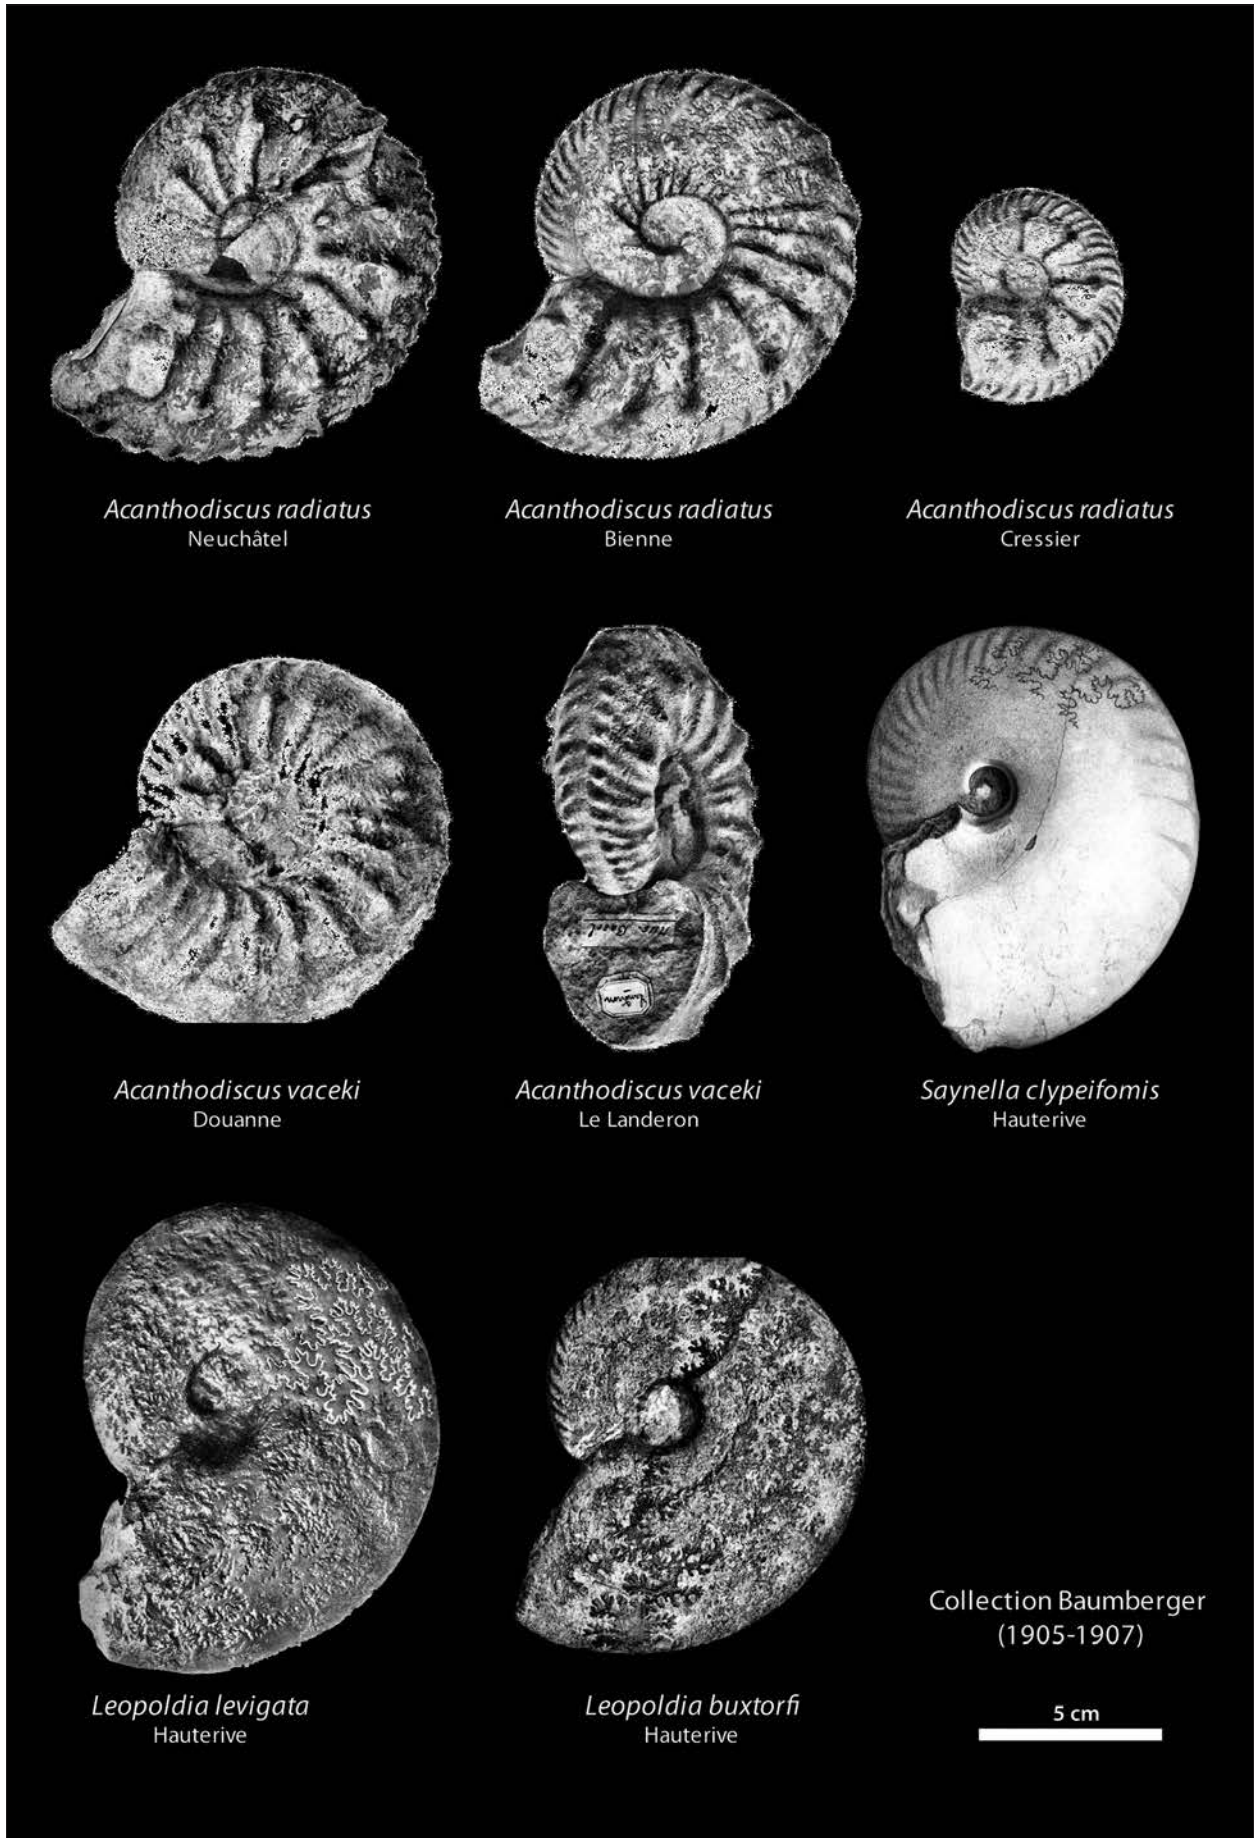 Acanthodiscus radiatus
Neuchâtel
Acanthodiscus radiatus
Bienne
Acanthodiscus radiatus
Cressier
Acanthodiscus vaceki
Douanne
Acanthodiscus vaceki
Le Landeron
Saynella clypeifomis
Hauterive
Leopoldia levigata
Hauterive
Leopoldia buxtorfi
Hauterive
Collection Baumberger
(1905-1907)
5 cm